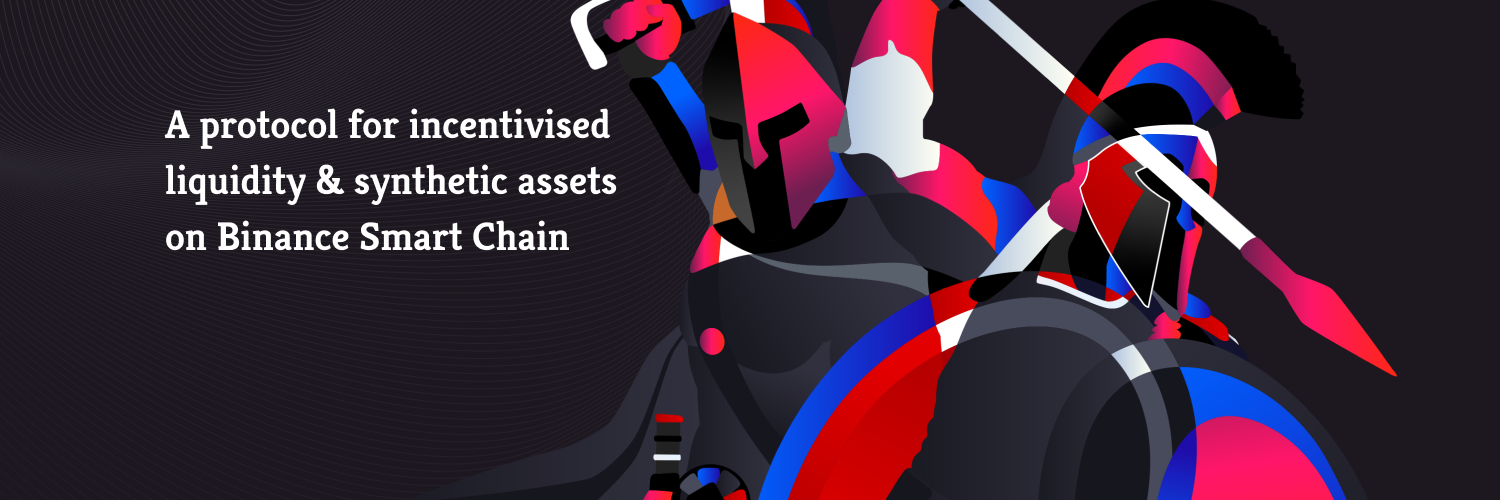 A protocol for incentivised
liquidity & synthetic assets
on Binance Smart Chain